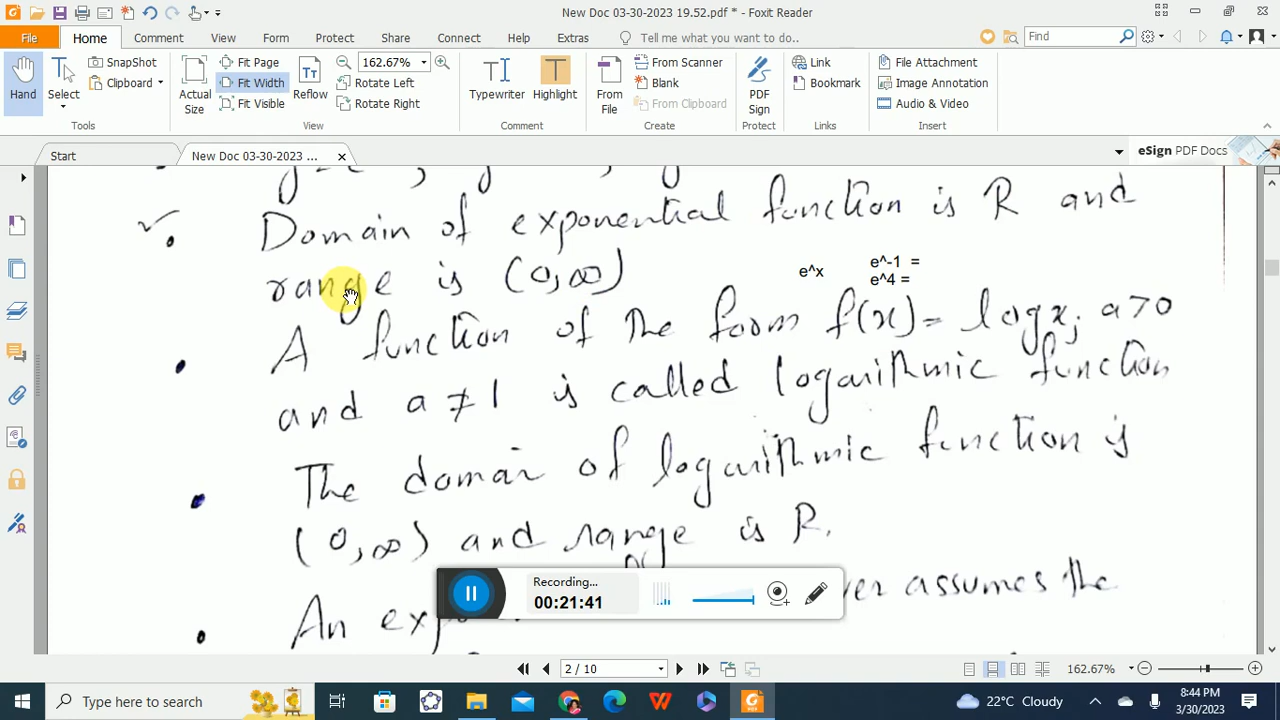 New Doc 03-30-2023 19.52.pdf * - Foxit Reader
File Home Comment View Form Protect Share Connect Help Extras Tell me what you want to do.. Find
Hand Select SnapShot Clipboard Tools
Actual Size Fit Page Fit Width Fit Visible Reflow Rotate Left Rotate Right 162.67% View
Typewriter Highlight Comment
From File From Scanner Blank From Clipboard Create
PDF Sign Protect
Link Bookmark Links
File Attachment Image Annotation Audio & Video Insert
Start New Doc 03-30-2023 ... eSign PDF Docs
Domain of exponential function is R and
range is (0,∞)
e^x e^-1 =
e^4 =
A function of the form f(x) = log x; a>0
and a ≠ 1 is called logarithmic function
The domain of logarithmic function is
(0,∞) and range is R.
An assumes the
Recording...
00:21:41
2 / 10 162.67%
Type here to search 22°C Cloudy 8:44 PM
3/30/2023